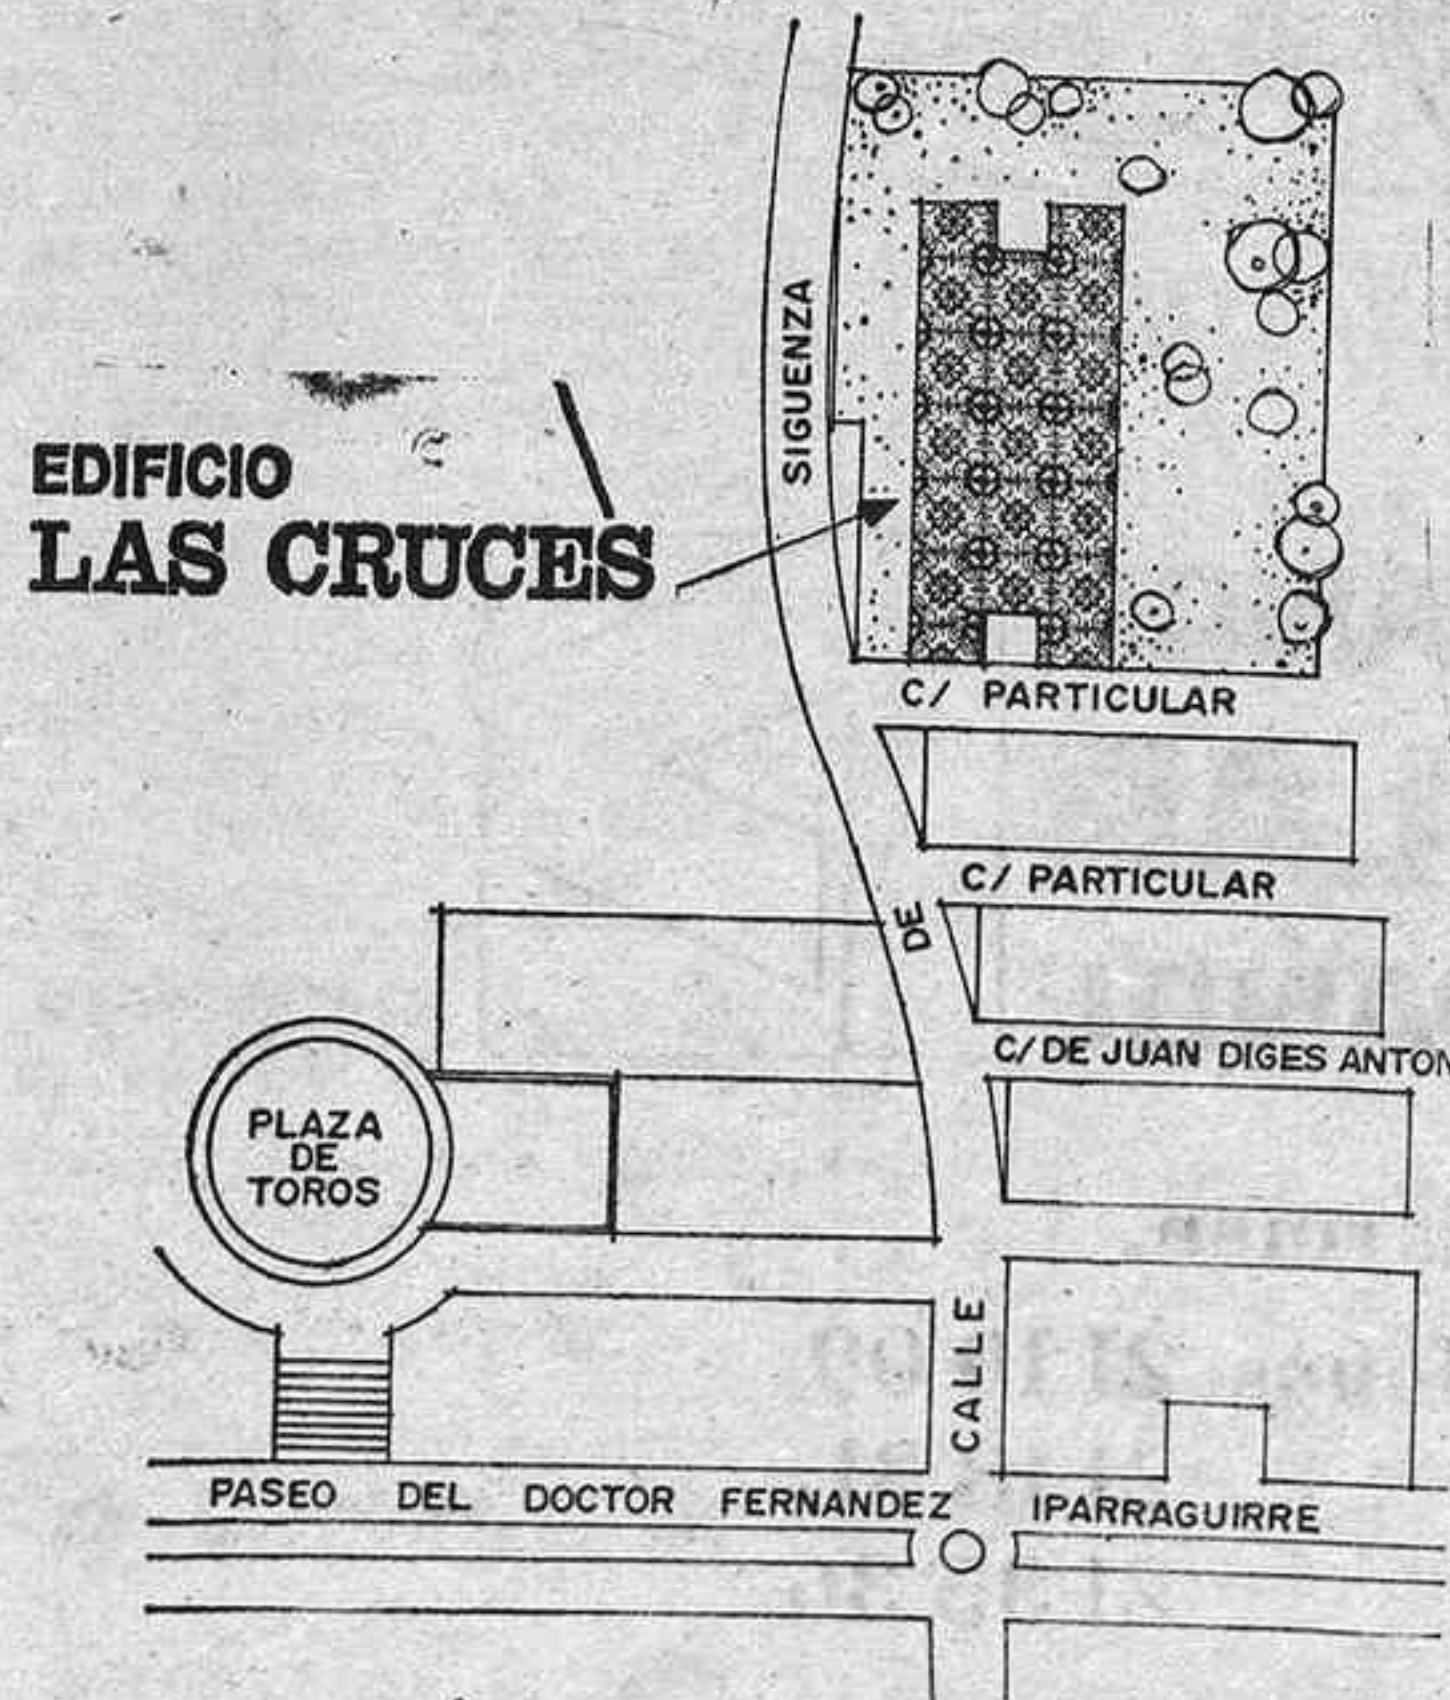 SIGUENZA
EDIFICIO
LAS CRUCES
C/ PARTICULAR
C/ PARTICULAR
DE
C/ DE JUAN DIGES ANTON
PLAZA
DE
TOROS
CALLE
PASEO DEL DOCTOR FERNANDEZ IPARRAGUIRRE